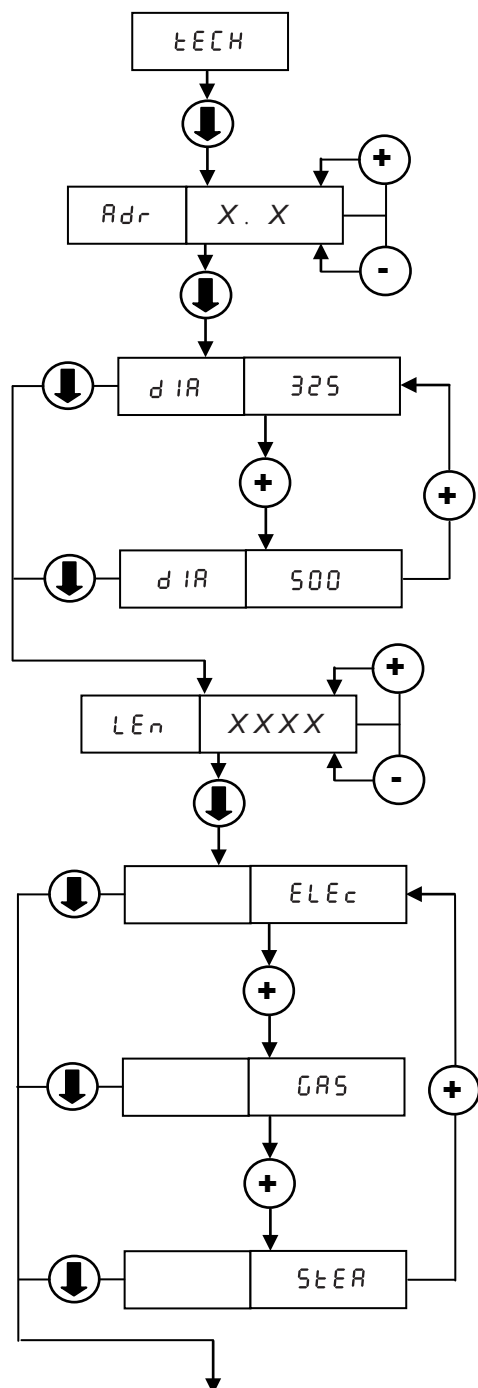 tECH
+
Adr X. X
-
dIA 325
+
+
dIA 500
+
LEn XXXX
-
ELEc
+
GAS
+
+
StEA